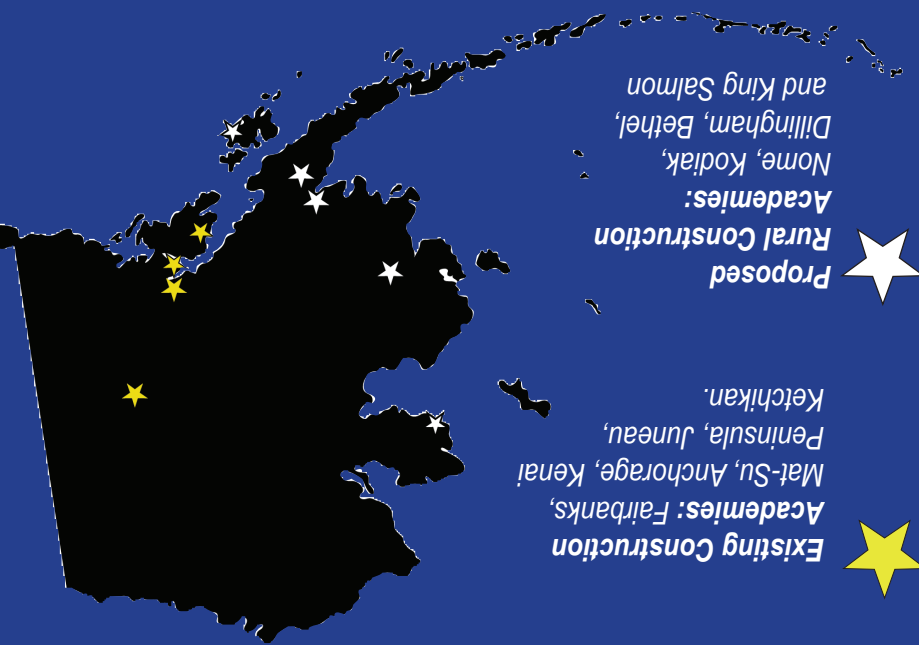 Existing Construction
Academies: Fairbanks,
Mat-Su, Anchorage, Kenai
Peninsula, Juneau,
Ketchikan.
Proposed
Rural Construction
Academies:
Nome, Kodiak,
Dillingham, Bethel,
and King Salmon